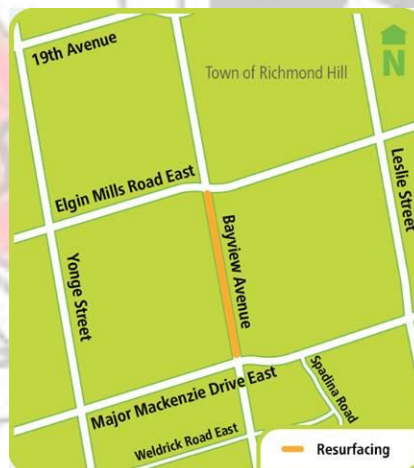 19th Avenue
Town of Richmond Hill
N
Elgin Mills Road East
Leslie Street
Bayview Avenue
Yonge Street
Major Mackenzie Drive East
Spadina Road
Weldrick Road East
Resurfacing